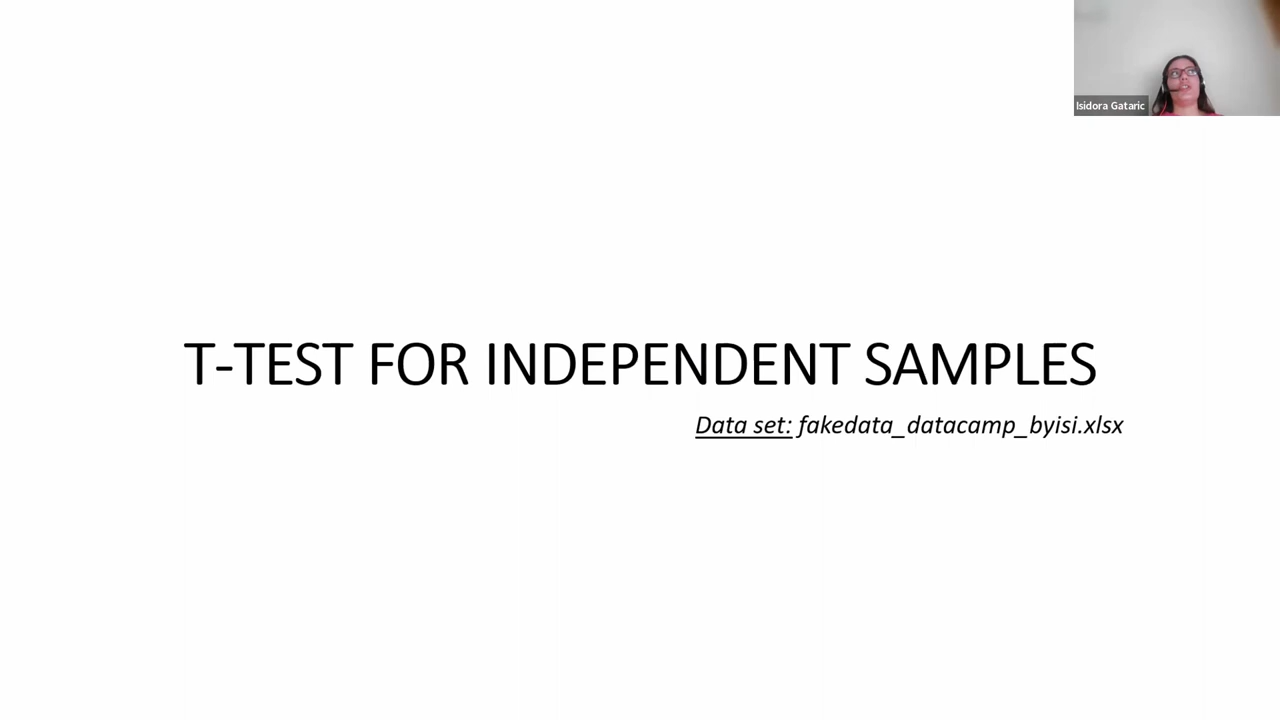 Isidora Gataric
T-TEST FOR INDEPENDENT SAMPLES
Data set: fakedata_datacamp_byisi.xlsx